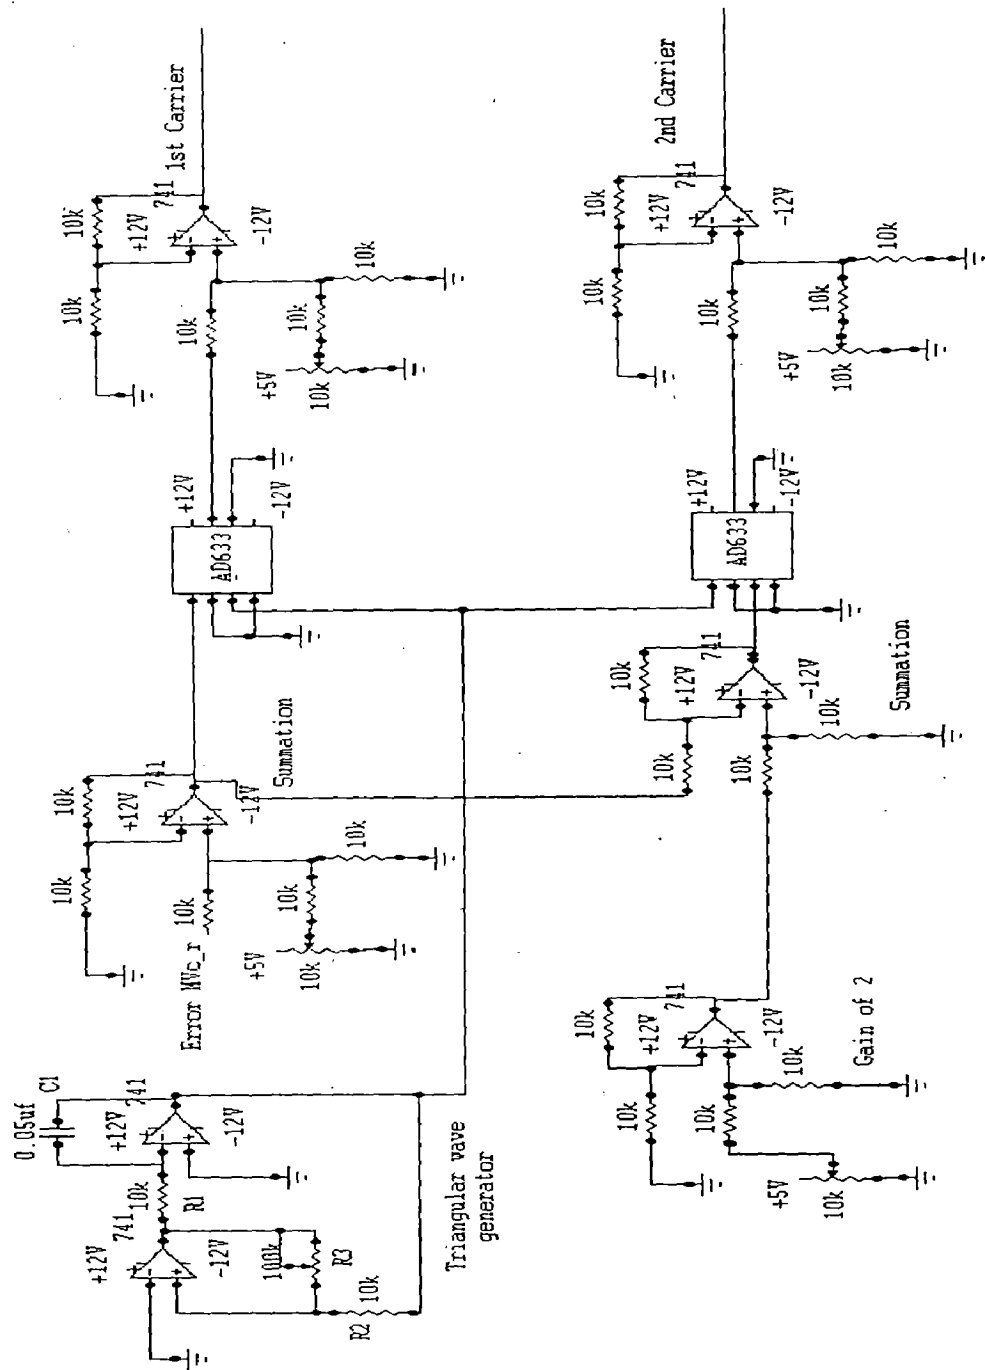 0.05uf C1
+12V
741
-12V
10k
R1
+12V
741
-12V
100k
R3
10k
R2
Triangular wave
generator
Error MVc_r
10k
10k
10k
+12V
741
-12V
+5V
10k
10k
10k
Summation
AD633
+12V
-12V
10k
10k
10k
+12V
741
-12V
+5V
10k
10k
10k
1st Carrier
+5V
10k
10k
10k
10k
10k
+12V
741
-12V
Gain of 2
10k
10k
10k
10k
+12V
741
-12V
Summation
AD633
+12V
-12V
10k
10k
10k
+12V
741
-12V
+5V
10k
10k
10k
2nd Carrier